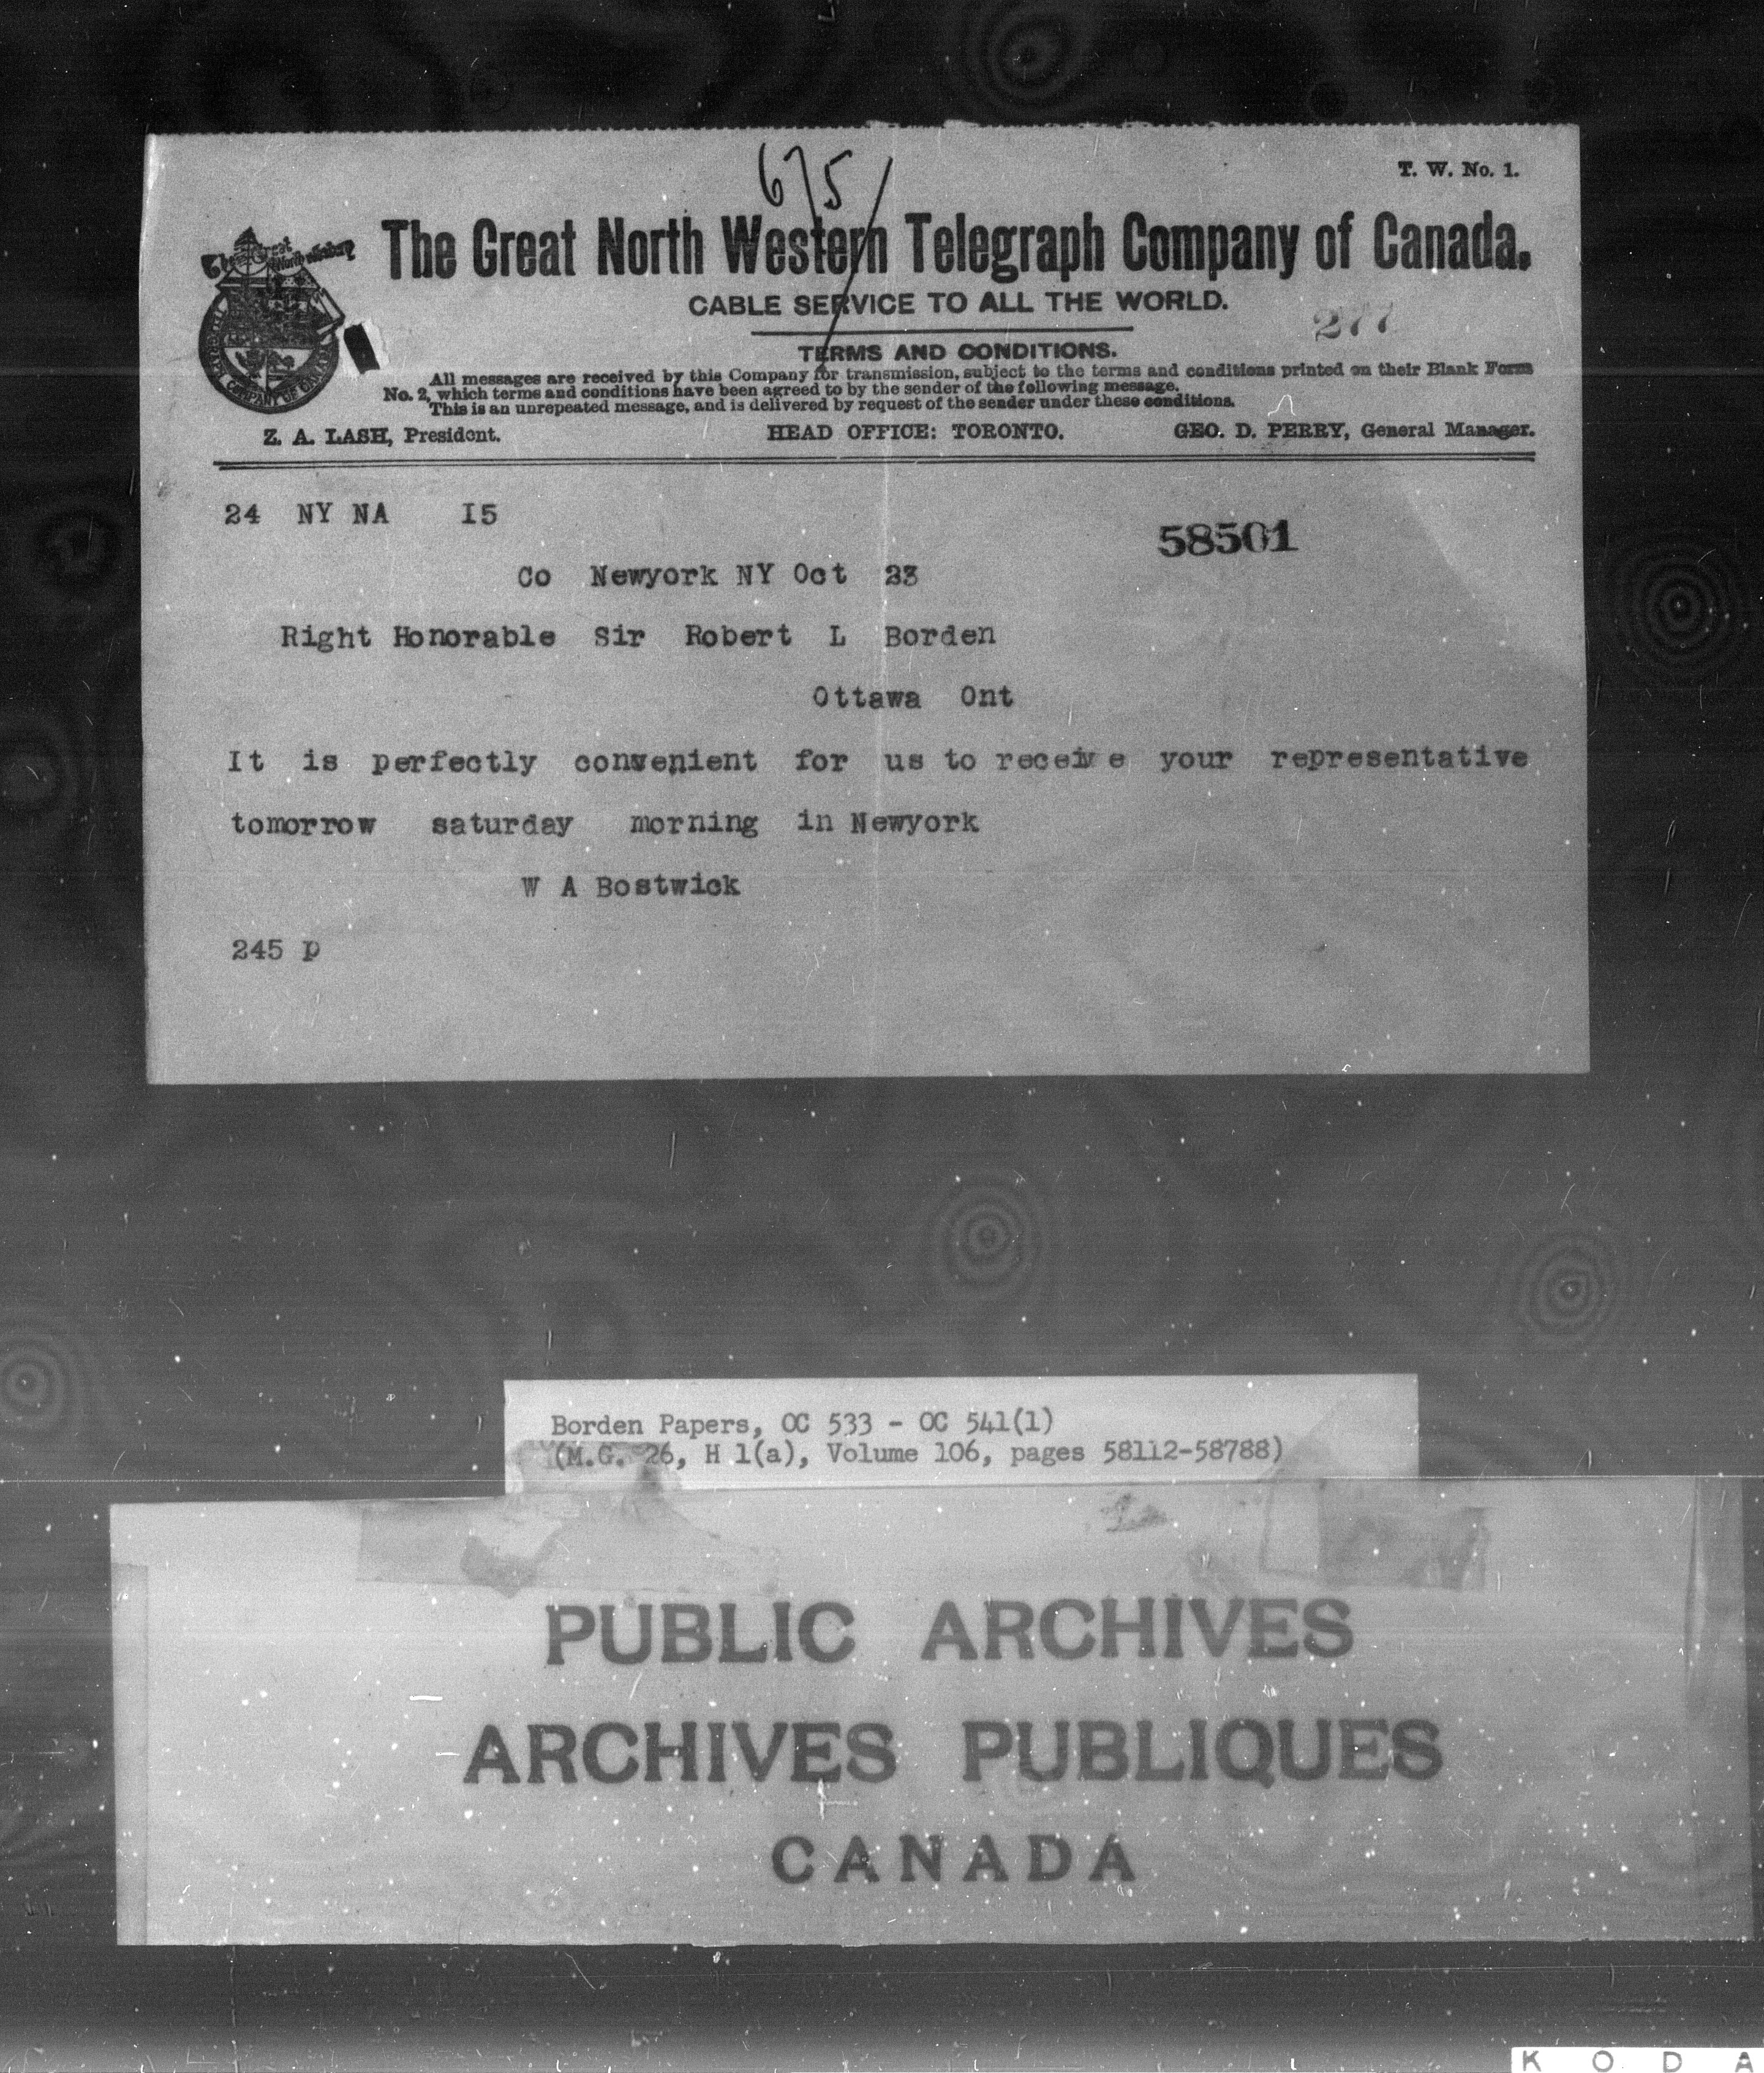 675/
T. W. No. 1.
The Great North Western Telegraph Company of Canada.
CABLE SERVICE TO ALL THE WORLD.
277
TERMS AND CONDITIONS.
All messages are received by this Company for transmission, subject to the terms and conditions printed on their Blank Form
No. 2, which terms and conditions have been agreed to by the sender of the following message.
This is an unrepeated message, and is delivered by request of the sender under these conditions.
Z. A. LASH, President. HEAD OFFICE: TORONTO. GEO. D. PERRY, General Manager.
24 NY NA I5
58501
Co Newyork NY Oct 23
Right Honorable Sir Robert L Borden
Ottawa Ont
It is perfectly convenient for us to receive your representative
tomorrow saturday morning in Newyork
W A Bostwick
245 p
Borden Papers, OC 533 - OC 541(1)
(M.G. 26, H 1(a), Volume 106, pages 58112-58788)
PUBLIC ARCHIVES
ARCHIVES PUBLIQUES
CANADA
K O D A